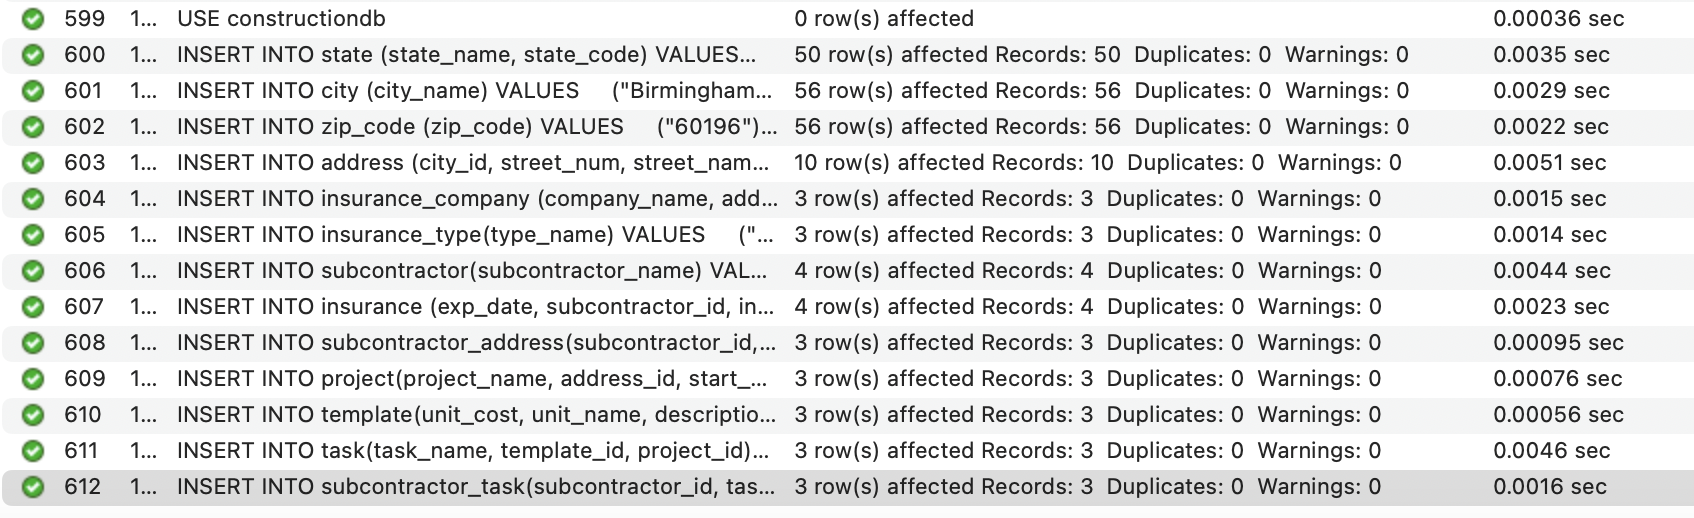 599 1... USE constructiondb 0 row(s) affected 0.00036 sec
600 1... INSERT INTO state (state_name, state_code) VALUES... 50 row(s) affected Records: 50 Duplicates: 0 Warnings: 0 0.0035 sec
601 1... INSERT INTO city (city_name) VALUES ("Birmingham... 56 row(s) affected Records: 56 Duplicates: 0 Warnings: 0 0.0029 sec
602 1... INSERT INTO zip_code (zip_code) VALUES ("60196")... 56 row(s) affected Records: 56 Duplicates: 0 Warnings: 0 0.0022 sec
603 1... INSERT INTO address (city_id, street_num, street_nam... 10 row(s) affected Records: 10 Duplicates: 0 Warnings: 0 0.0051 sec
604 1... INSERT INTO insurance_company (company_name, add... 3 row(s) affected Records: 3 Duplicates: 0 Warnings: 0 0.0015 sec
605 1... INSERT INTO insurance_type(type_name) VALUES ("... 3 row(s) affected Records: 3 Duplicates: 0 Warnings: 0 0.0014 sec
606 1... INSERT INTO subcontractor(subcontractor_name) VAL... 4 row(s) affected Records: 4 Duplicates: 0 Warnings: 0 0.0044 sec
607 1... INSERT INTO insurance (exp_date, subcontractor_id, in... 4 row(s) affected Records: 4 Duplicates: 0 Warnings: 0 0.0023 sec
608 1... INSERT INTO subcontractor_address(subcontractor_id,... 3 row(s) affected Records: 3 Duplicates: 0 Warnings: 0 0.00095 sec
609 1... INSERT INTO project(project_name, address_id, start_... 3 row(s) affected Records: 3 Duplicates: 0 Warnings: 0 0.00076 sec
610 1... INSERT INTO template(unit_cost, unit_name, descriptio... 3 row(s) affected Records: 3 Duplicates: 0 Warnings: 0 0.00056 sec
611 1... INSERT INTO task(task_name, template_id, project_id)... 3 row(s) affected Records: 3 Duplicates: 0 Warnings: 0 0.0046 sec
612 1... INSERT INTO subcontractor_task(subcontractor_id, tas... 3 row(s) affected Records: 3 Duplicates: 0 Warnings: 0 0.0016 sec